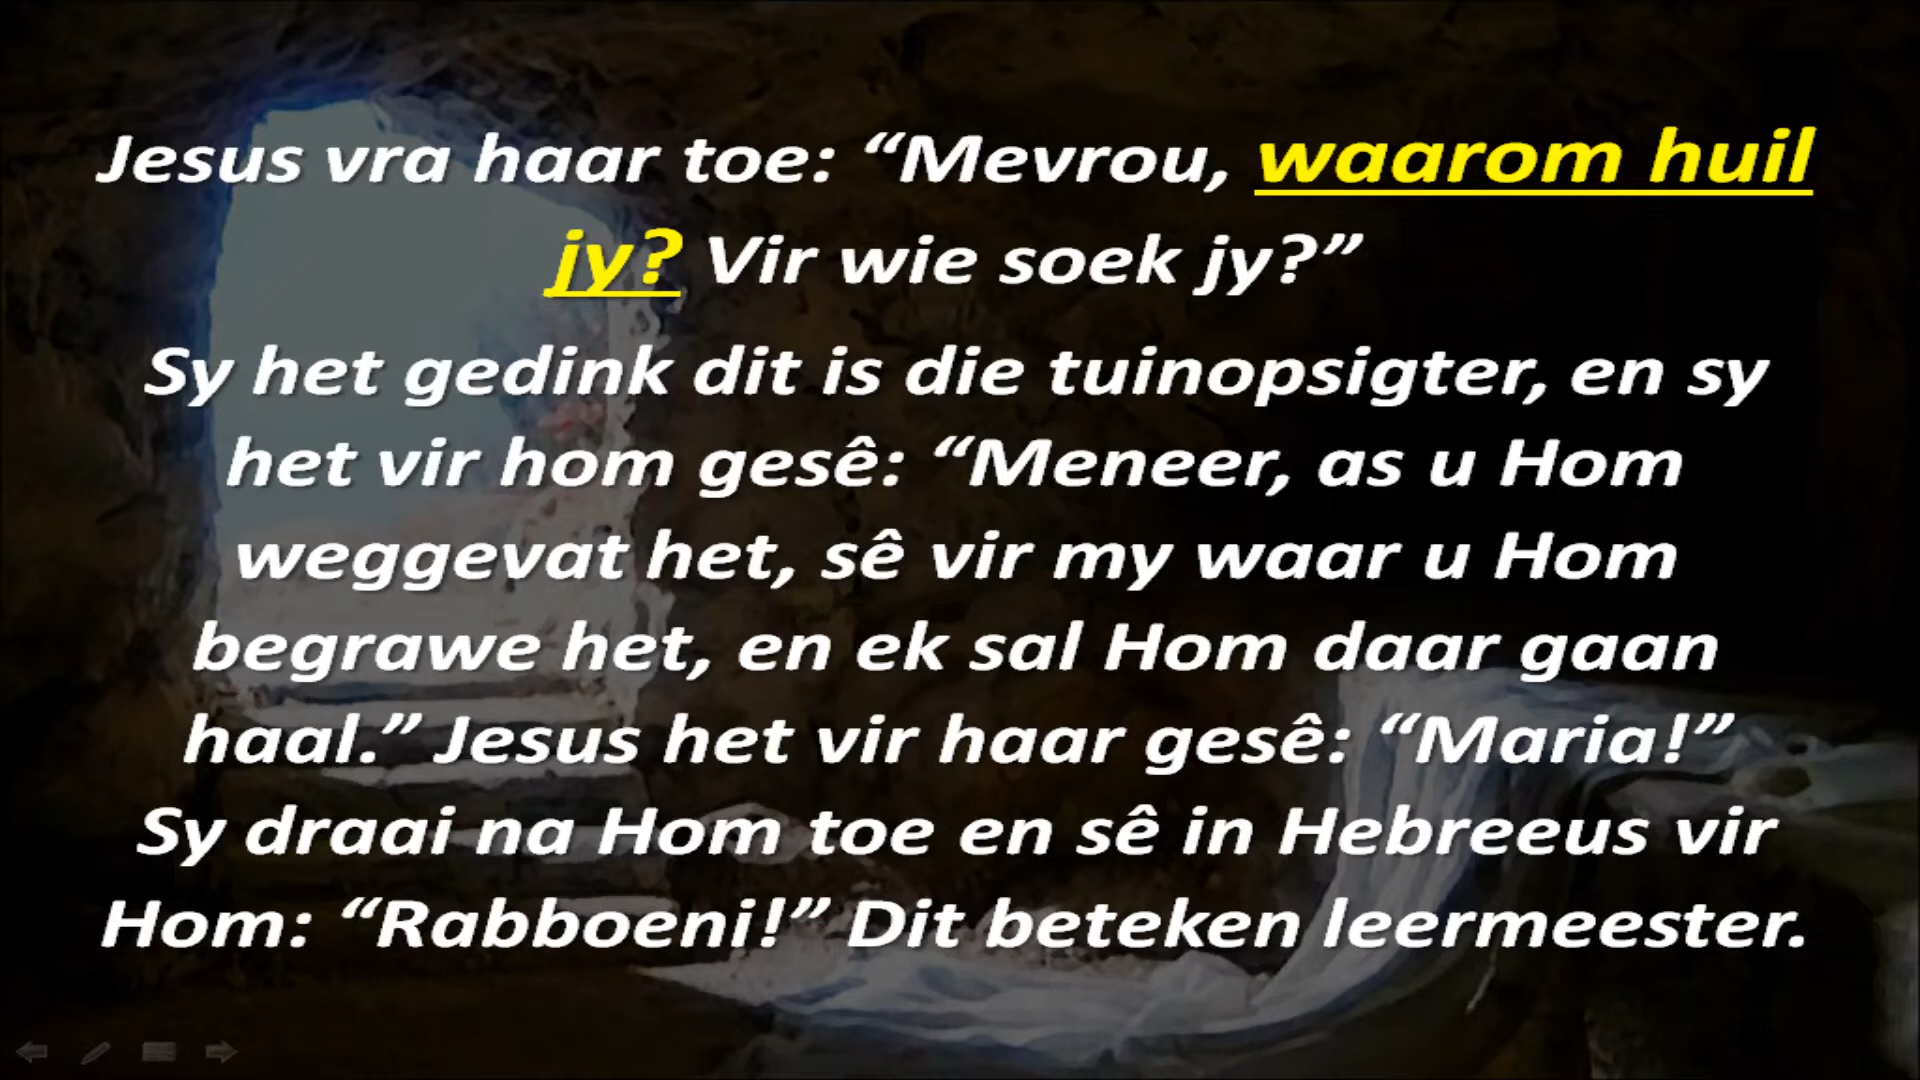 Jesus vra haar toe: “Mevrou, waarom huil
jy? Vir wie soek jy?”
Sy het gedink dit is die tuinopsigter, en sy
het vir hom gesê: “Meneer, as u Hom
weggevat het, sê vir my waar u Hom
begrawe het, en ek sal Hom daar gaan
haal.” Jesus het vir haar gesê: “Maria!”
Sy draai na Hom toe en sê in Hebreeus vir
Hom: “Rabboeni!” Dit beteken leermeester.